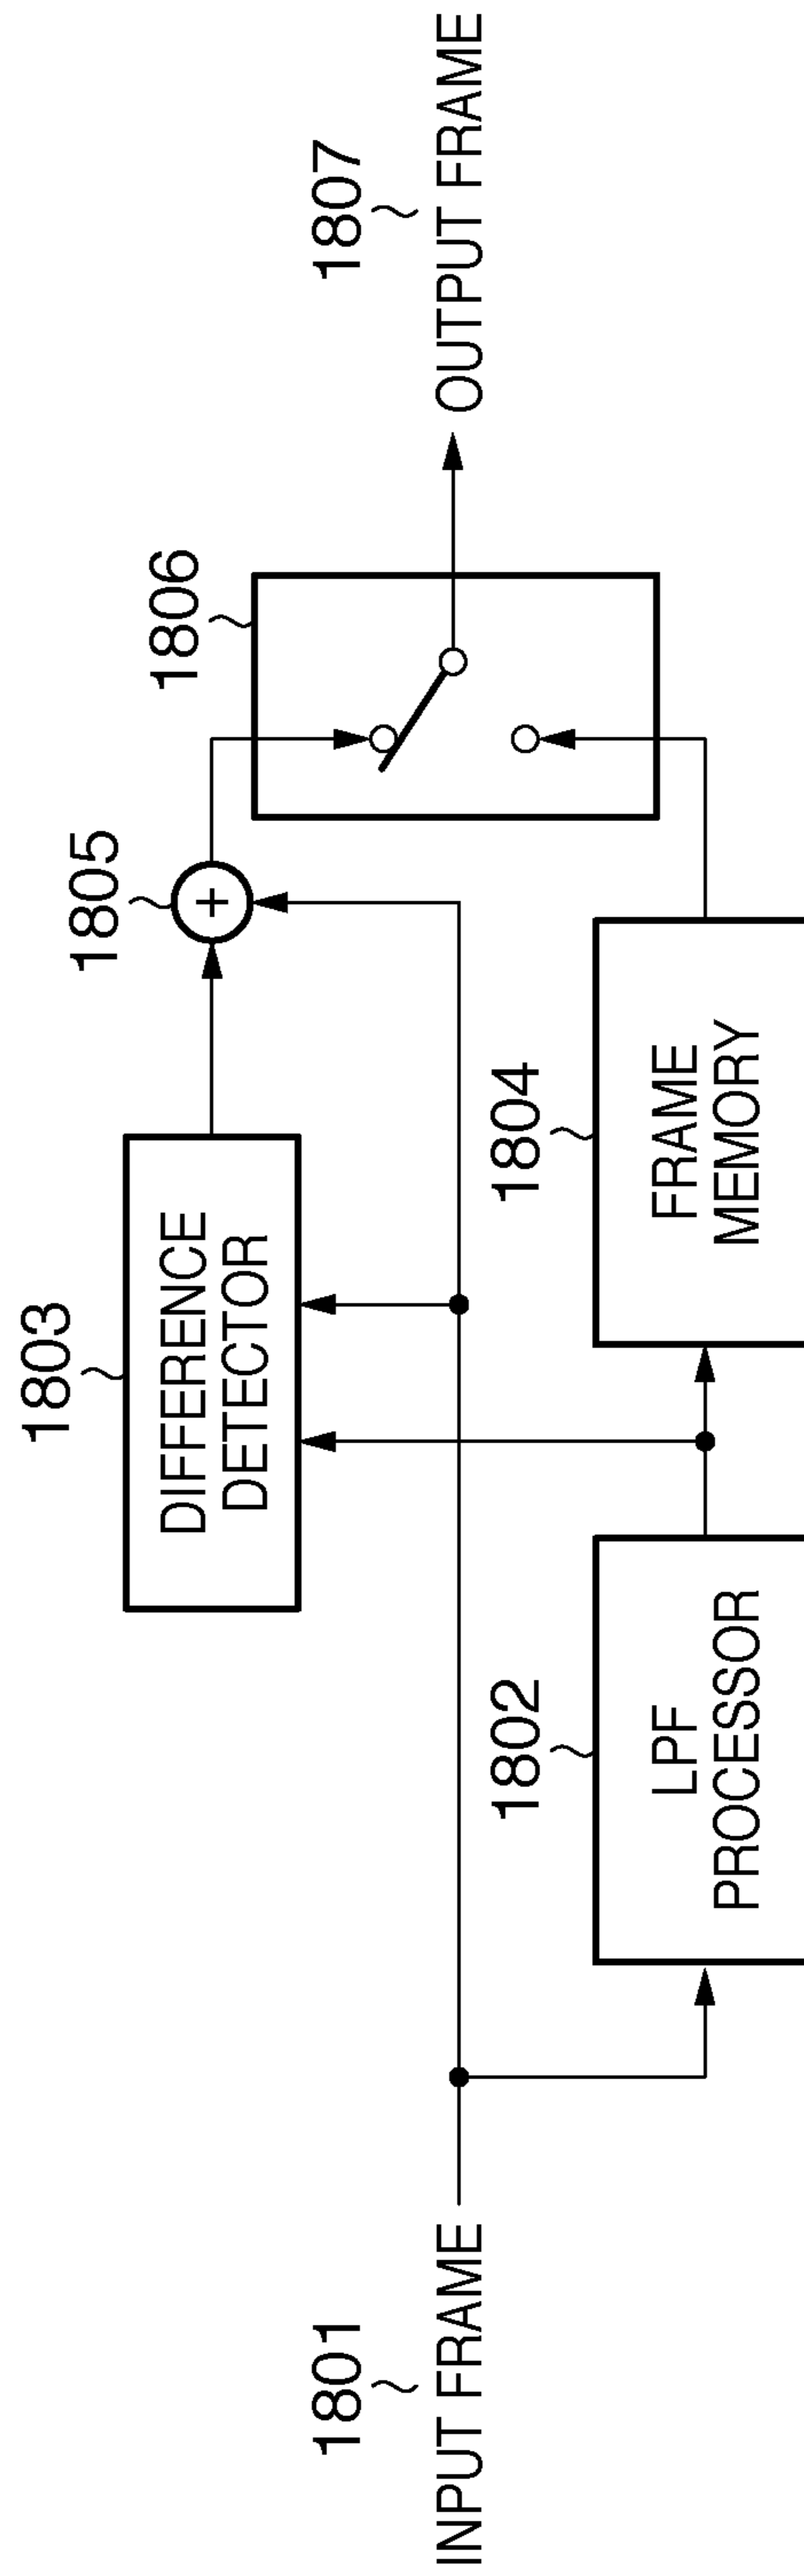 1801
INPUT FRAME
1802
LPF
PROCESSOR
1803
DIFFERENCE
DETECTOR
1804
FRAME
MEMORY
1805
+
1806
1807
OUTPUT FRAME